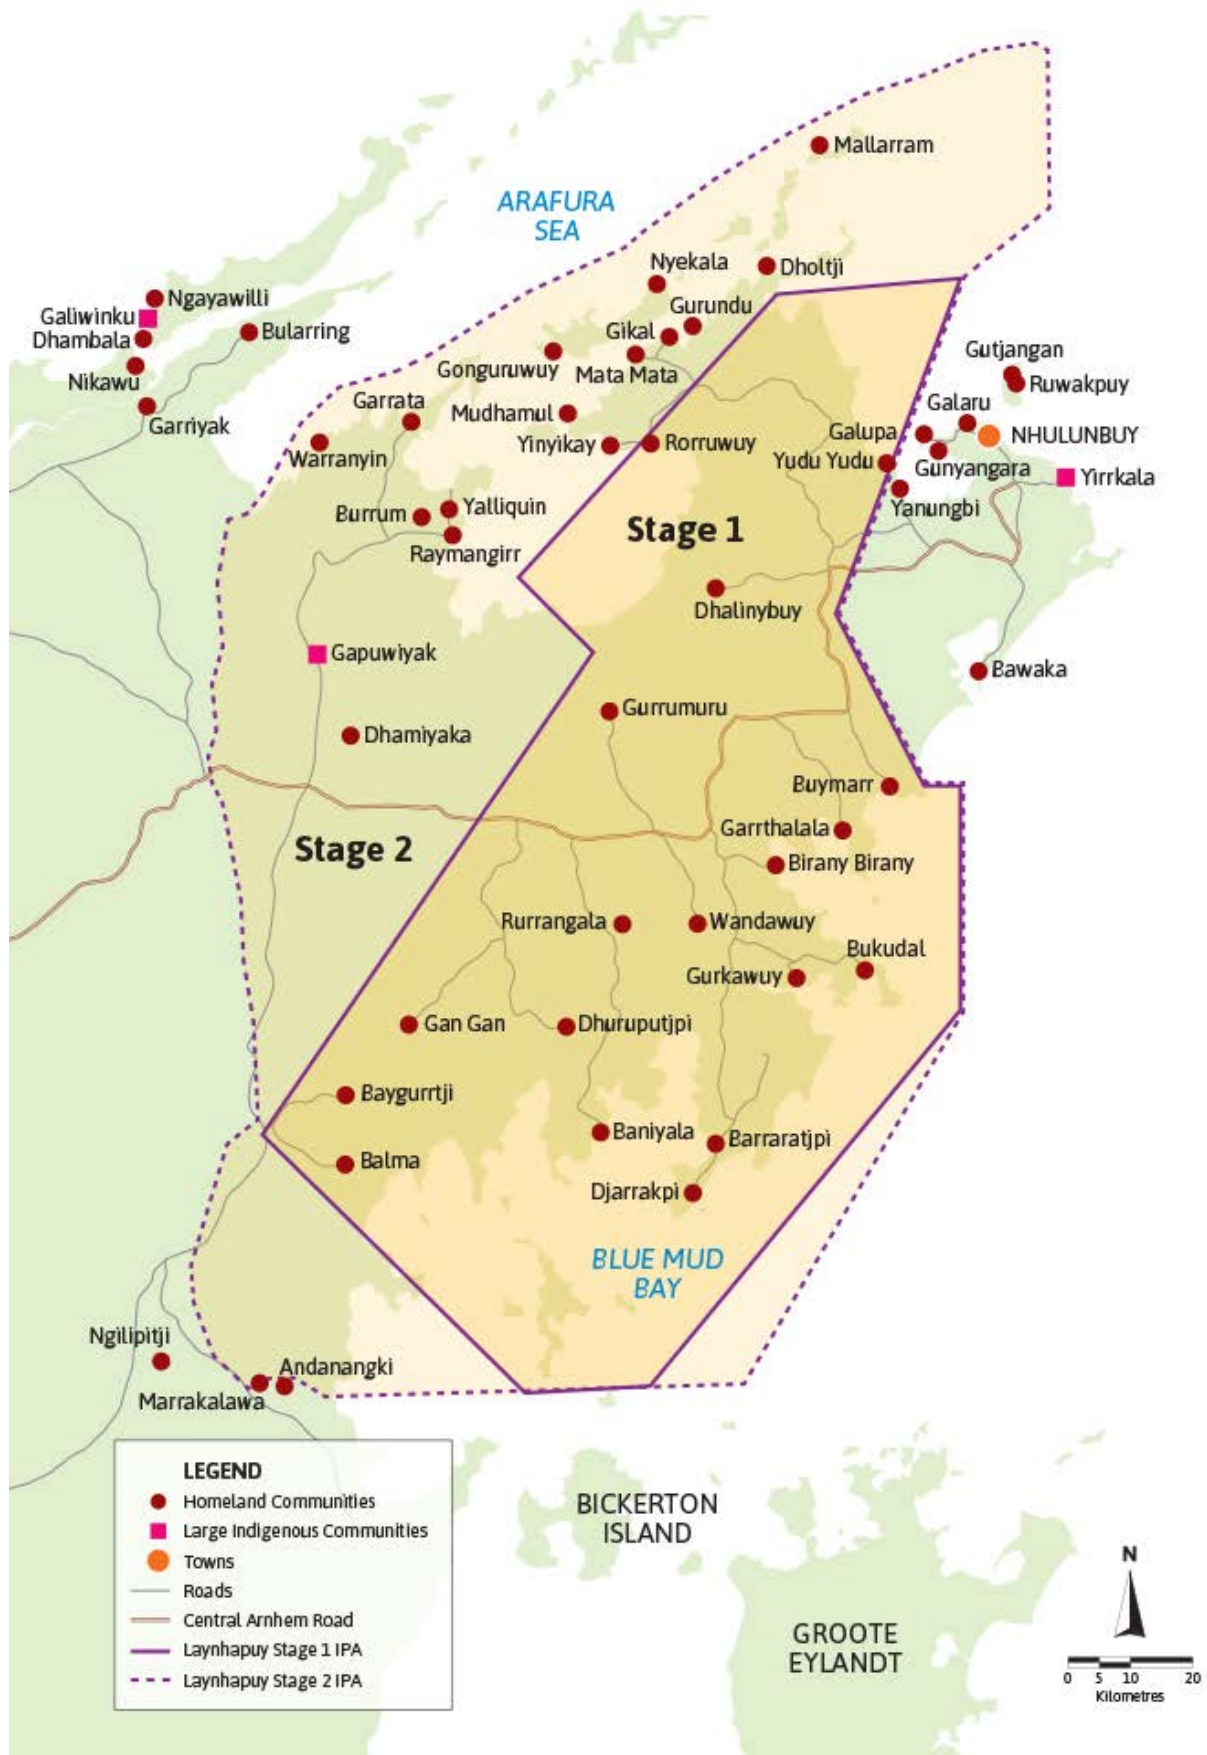 Mallarram
ARAFURA
SEA
Nyekala
Dholtji
Ngayawilli
Galiwinku
Dhambala
Bularring
Gurundu
Gikal
Nikawu
Gonguruwuy
Mata Mata
Gutjangan
Ruwakpuy
Garriyak
Garrata
Mudhamul
Galaru
Galupa
NHULUNBUY
Warranyin
Yinyikay
Rorruwuy
Yudu Yudu
Gunyangara
Yirrkala
Yanungbi
Burrum
Yalliquin
Stage 1
Raymangirr
Dhalinybuy
Gapuwiyak
Bawaka
Gurrumuru
Dhamiyaka
Buymarr
Garrthalala
Stage 2
Birany Birany
Rurrangala
Wandawuy
Bukudal
Gurkawuy
Gan Gan
Dhuruputjpi
Baygurrtji
Baniyala
Barraratjpi
Balma
Djarrakpi
BLUE MUD
BAY
Ngilipitji
Andanangki
Marrakalawa
LEGEND
Homeland Communities
Large Indigenous Communities
Towns
Roads
Central Arnhem Road
Laynhapuy Stage 1 IPA
Laynhapuy Stage 2 IPA
BICKERTON
ISLAND
GROOTE
EYLANDT
N
0 5 10 20
Kilometres